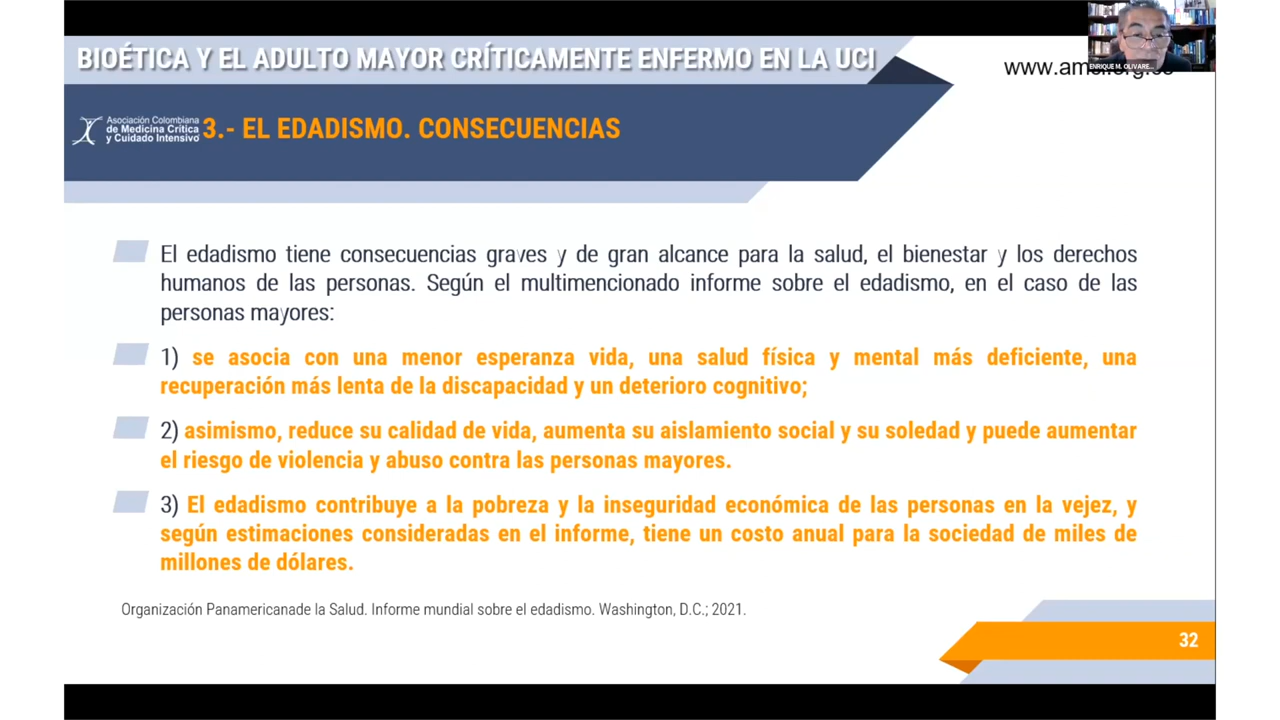 BIOÉTICA Y EL ADULTO MAYOR CRÍTICAMENTE ENFERMO EN LA UCI
ENRIQUE M. OLIVARE...
Asociación Colombiana
de Medicina Crítica
y Cuidado Intensivo
3.- EL EDADISMO. CONSECUENCIAS
El edadismo tiene consecuencias graves y de gran alcance para la salud, el bienestar y los derechos
humanos de las personas. Según el multimencionado informe sobre el edadismo, en el caso de las
personas mayores:
1) se asocia con una menor esperanza vida, una salud física y mental más deficiente, una
recuperación más lenta de la discapacidad y un deterioro cognitivo;
2) asimismo, reduce su calidad de vida, aumenta su aislamiento social y su soledad y puede aumentar
el riesgo de violencia y abuso contra las personas mayores.
3) El edadismo contribuye a la pobreza y la inseguridad económica de las personas en la vejez, y
según estimaciones consideradas en el informe, tiene un costo anual para la sociedad de miles de
millones de dólares.
Organización Panamericanade la Salud. Informe mundial sobre el edadismo. Washington, D.C.; 2021.
32